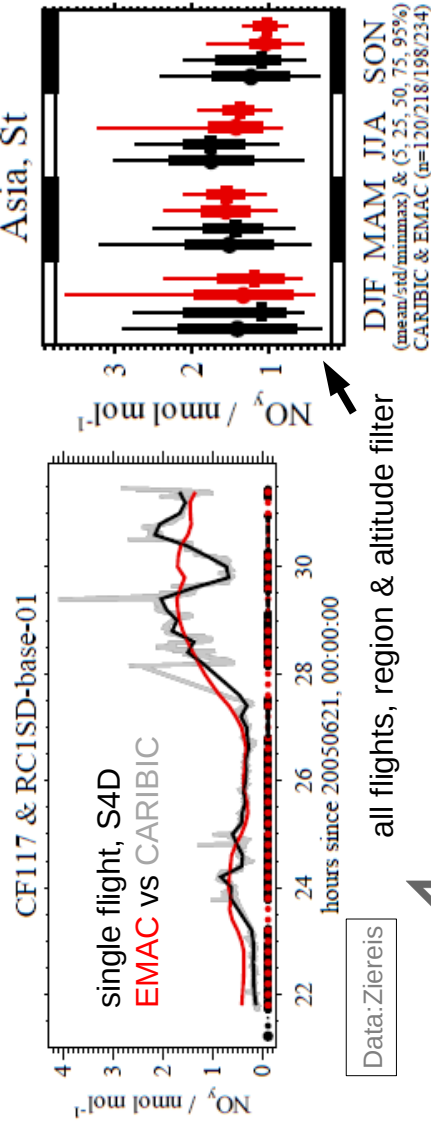 CF117 & RC1SD-base-01
single flight, S4D
EMAC vs CARIBIC
NOy / nmol mol-1
4
3
2
1
0
22
24
26
28
30
hours since 20050621, 00:00:00
Data:Ziereis
all flights, region & altitude filter
Asia, St
NOy / nmol mol-1
3
2
1
DJF MAM JJA SON
(mean/std/minmax) & (5, 25, 50, 75, 95%)
CARIBIC & EMAC (n=120/218/198/234)